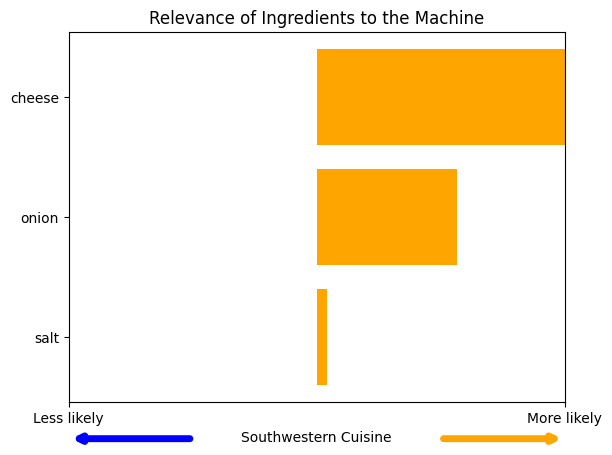 Relevance of Ingredients to the Machine
cheese
onion
salt
Less likely
More likely
Southwestern Cuisine